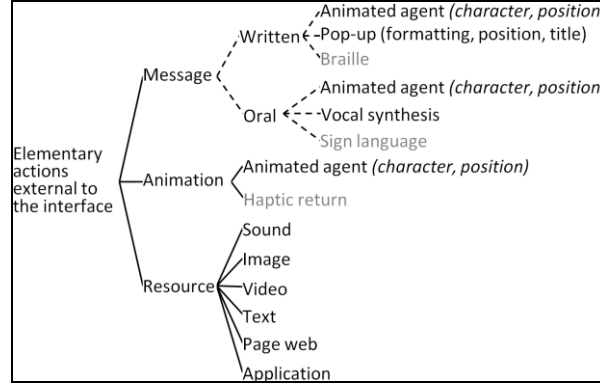 Animated agent (character, position
Written
Pop-up (formatting, position, title)
Braille
Message
Animated agent (character, position
Oral
Vocal synthesis
Sign language
Elementary
actions
external to
the interface
Animation
Animated agent (character, position)
Haptic return
Resource
Sound
Image
Video
Text
Page web
Application